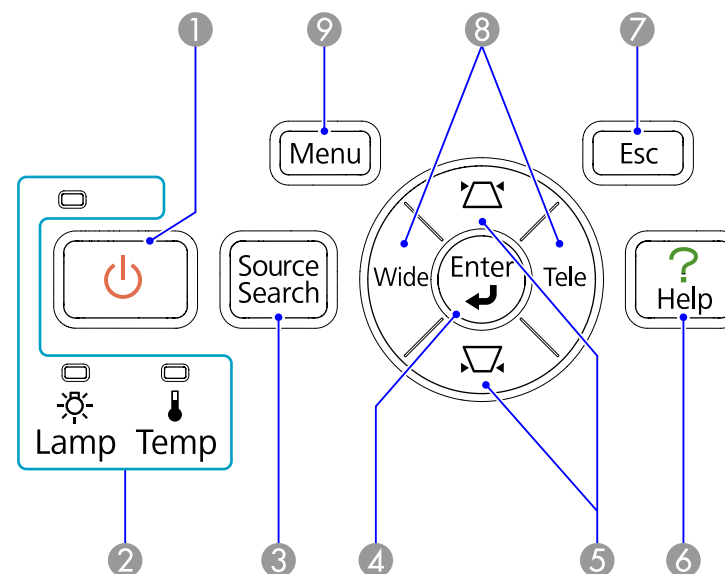 1 9 8 7
Menu
Esc
Source
Search
Wide
Enter
Tele
?
Help
Lamp
Temp
2 3 4 5 6